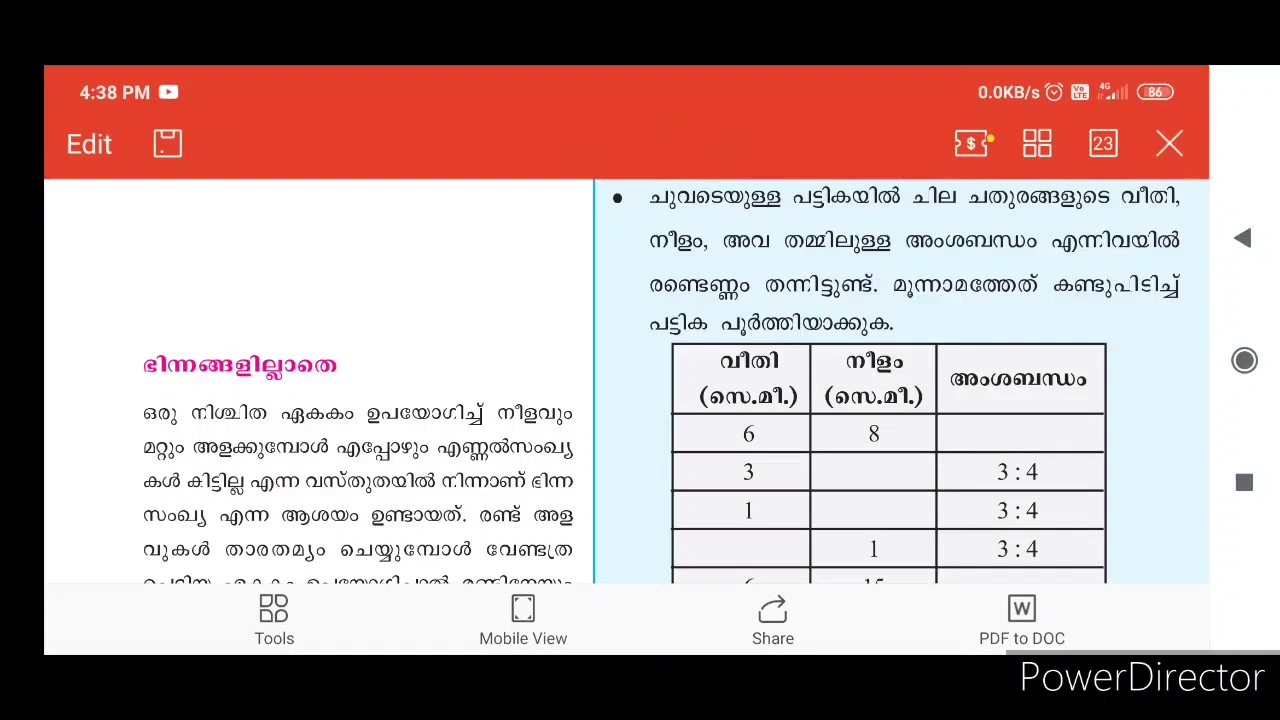 4:38 PM
0.0KB/s Vo LTE 4G 86
Edit
$ 23
ഭിന്നങ്ങളില്ലാതെ
ഒരു നിശ്ചിത ഏകകം ഉപയോഗിച്ച് നീളവും
മറ്റും അളക്കുമ്പോൾ എപ്പോഴും എണ്ണൽസംഖ്യ
കൾ കിട്ടില്ല എന്ന വസ്തുതയിൽ നിന്നാണ് ഭിന്ന
സംഖ്യ എന്ന ആശയം ഉണ്ടായത്. രണ്ട് അള
വുകൾ താരതമ്യം ചെയ്യുമ്പോൾ വേണ്ടത്ര
• ചുവടെയുള്ള പട്ടികയിൽ ചില ചതുരങ്ങളുടെ വീതി,
നീളം, അവ തമ്മിലുള്ള അംശബന്ധം എന്നിവയിൽ
രണ്ടെണ്ണം തന്നിട്ടുണ്ട്. മൂന്നാമത്തേത് കണ്ടുപിടിച്ച്
പട്ടിക പൂർത്തിയാക്കുക.
വീതി നീളം അംശബന്ധം
(സെ.മീ.) (സെ.മീ.)
6 8
3 3 : 4
1 3 : 4
1 3 : 4
Tools Mobile View Share PDF to DOC
PowerDirector